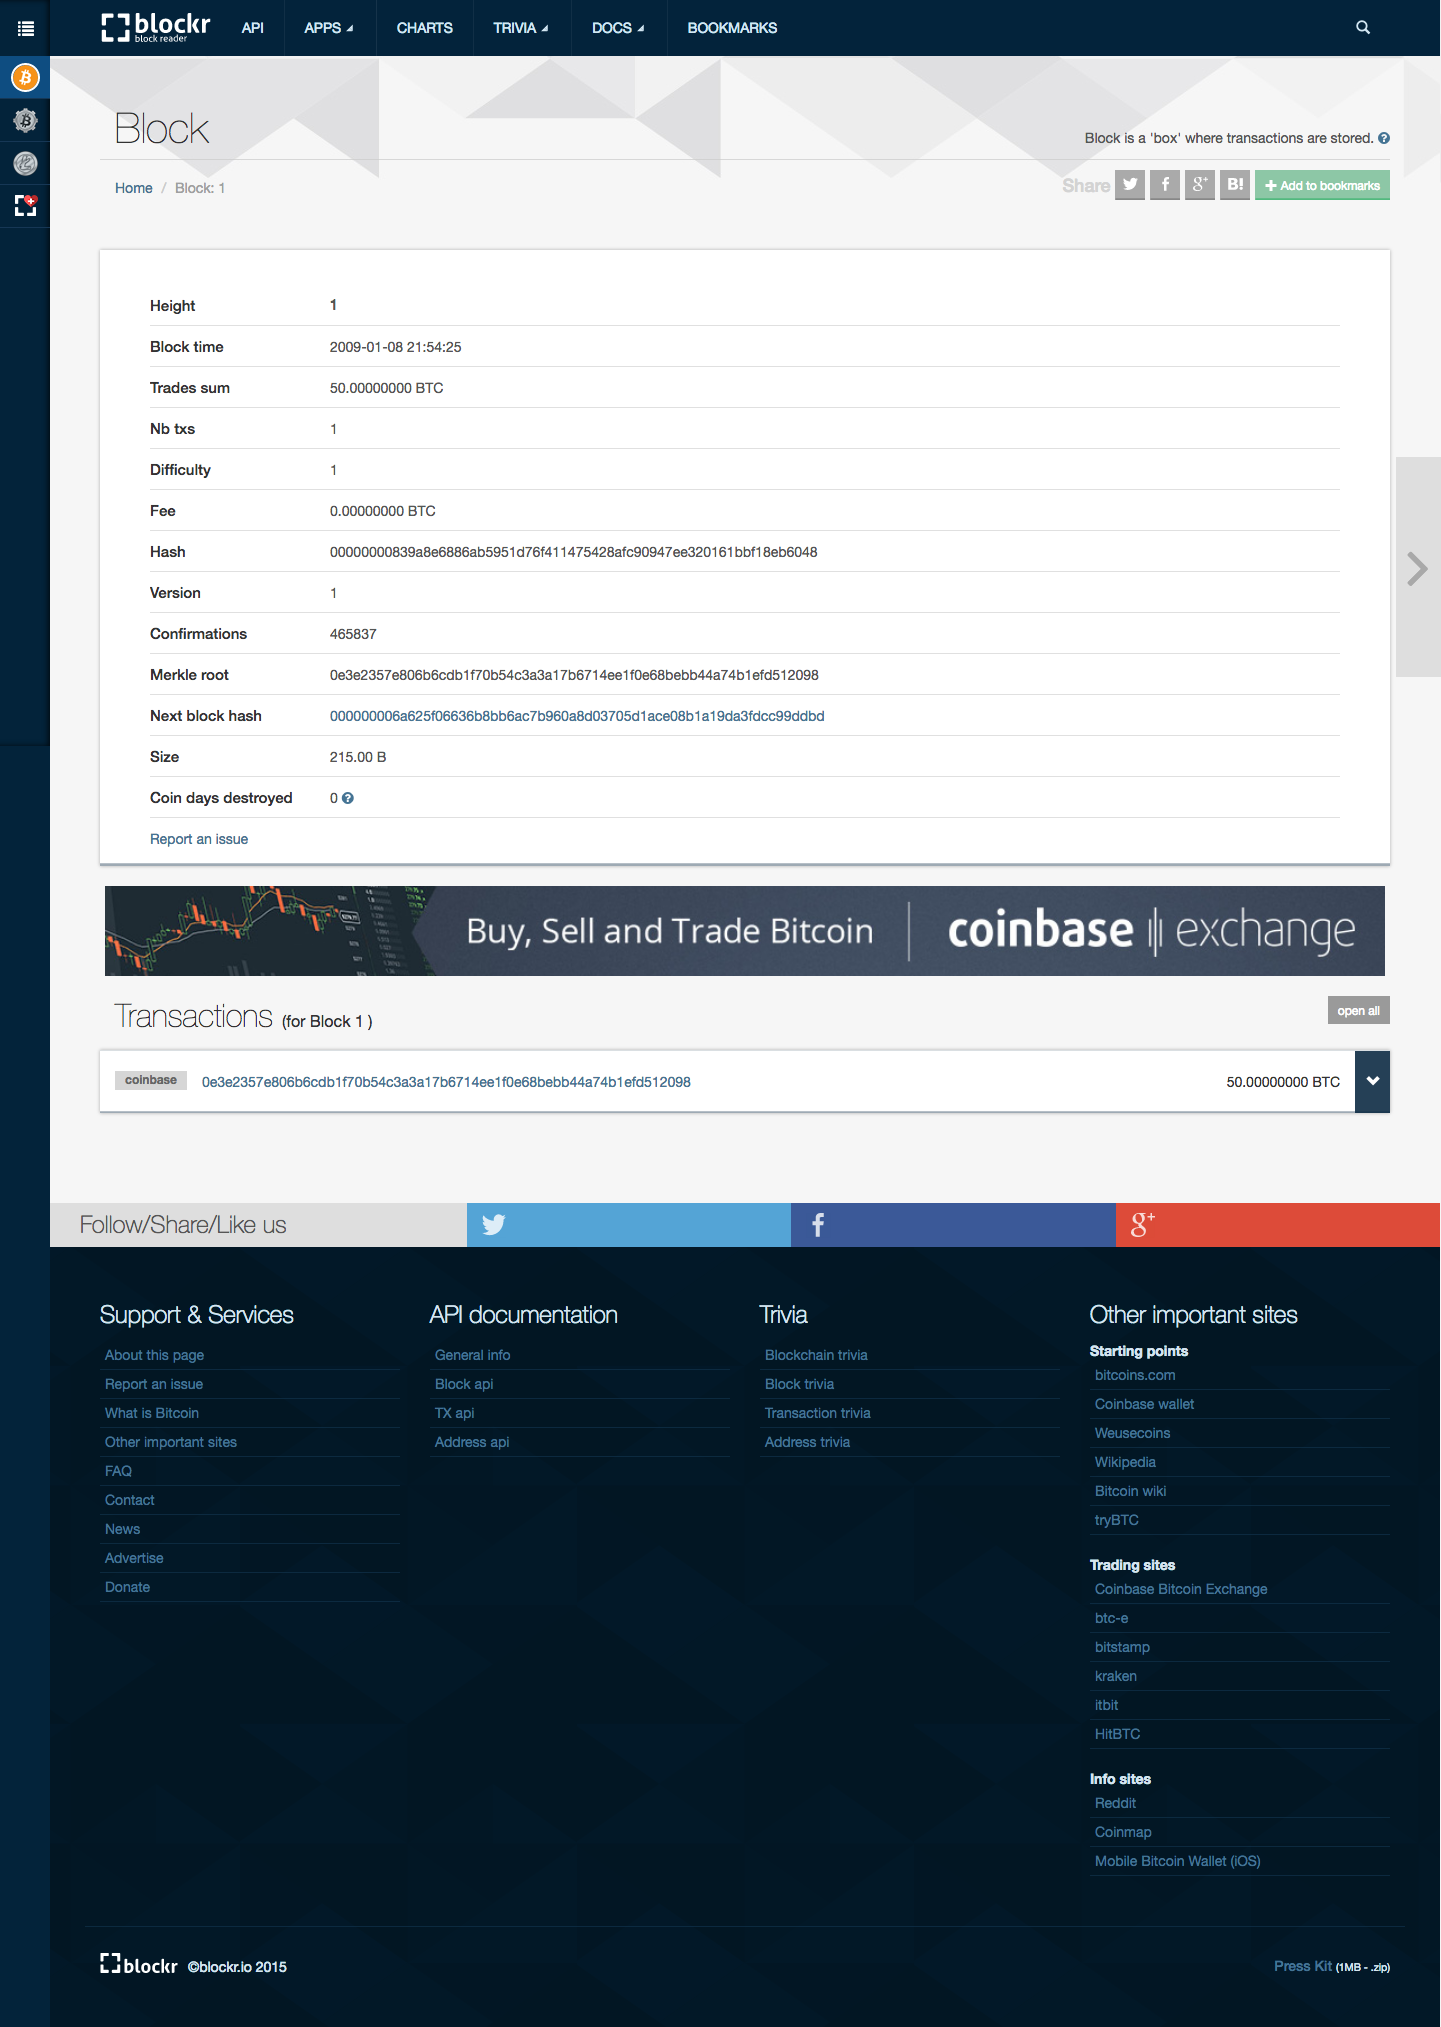 blockr
block reader
API
APPS
CHARTS
TRIVIA
DOCS
BOOKMARKS
Block
Block is a 'box' where transactions are stored.
Home / Block: 1
Share
B!
Add to bookmarks
Height 1
Block time 2009-01-08 21:54:25
Trades sum 50.00000000 BTC
Nb txs 1
Difficulty 1
Fee 0.00000000 BTC
Hash 00000000839a8e6886ab5951d76f411475428afc90947ee320161bbf18eb6048
Version 1
Confirmations 465837
Merkle root 0e3e2357e806b6cdb1f70b54c3a3a17b6714ee1f0e68bebb44a74b1efd512098
Next block hash 000000006a625f06636b8bb6ac7b960a8d03705d1ace08b1a19da3fdcc99ddbd
Size 215.00 B
Coin days destroyed 0
Report an issue
Buy, Sell and Trade Bitcoin
coinbase exchange
Transactions (for Block 1 )
open all
coinbase 0e3e2357e806b6cdb1f70b54c3a3a17b6714ee1f0e68bebb44a74b1efd512098 50.00000000 BTC
Follow/Share/Like us
Support & Services
About this page
Report an issue
What is Bitcoin
Other important sites
FAQ
Contact
News
Advertise
Donate
API documentation
General info
Block api
TX api
Address api
Trivia
Blockchain trivia
Block trivia
Transaction trivia
Address trivia
Other important sites
Starting points
bitcoins.com
Coinbase wallet
Weusecoins
Wikipedia
Bitcoin wiki
tryBTC
Trading sites
Coinbase Bitcoin Exchange
btc-e
bitstamp
kraken
itbit
HitBTC
Info sites
Reddit
Coinmap
Mobile Bitcoin Wallet (iOS)
blockr ©blockr.io 2015
Press Kit (1MB - .zip)